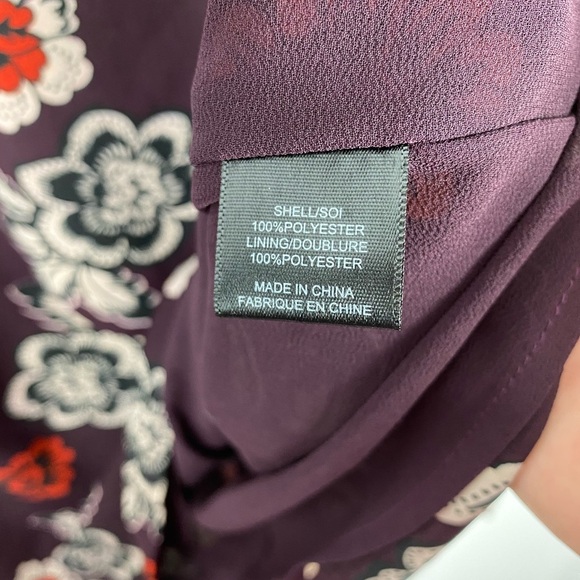 SHELL/SOI
100%POLYESTER
LINING/DOUBLURE
100%POLYESTER
MADE IN CHINA
FABRIQUE EN CHINE